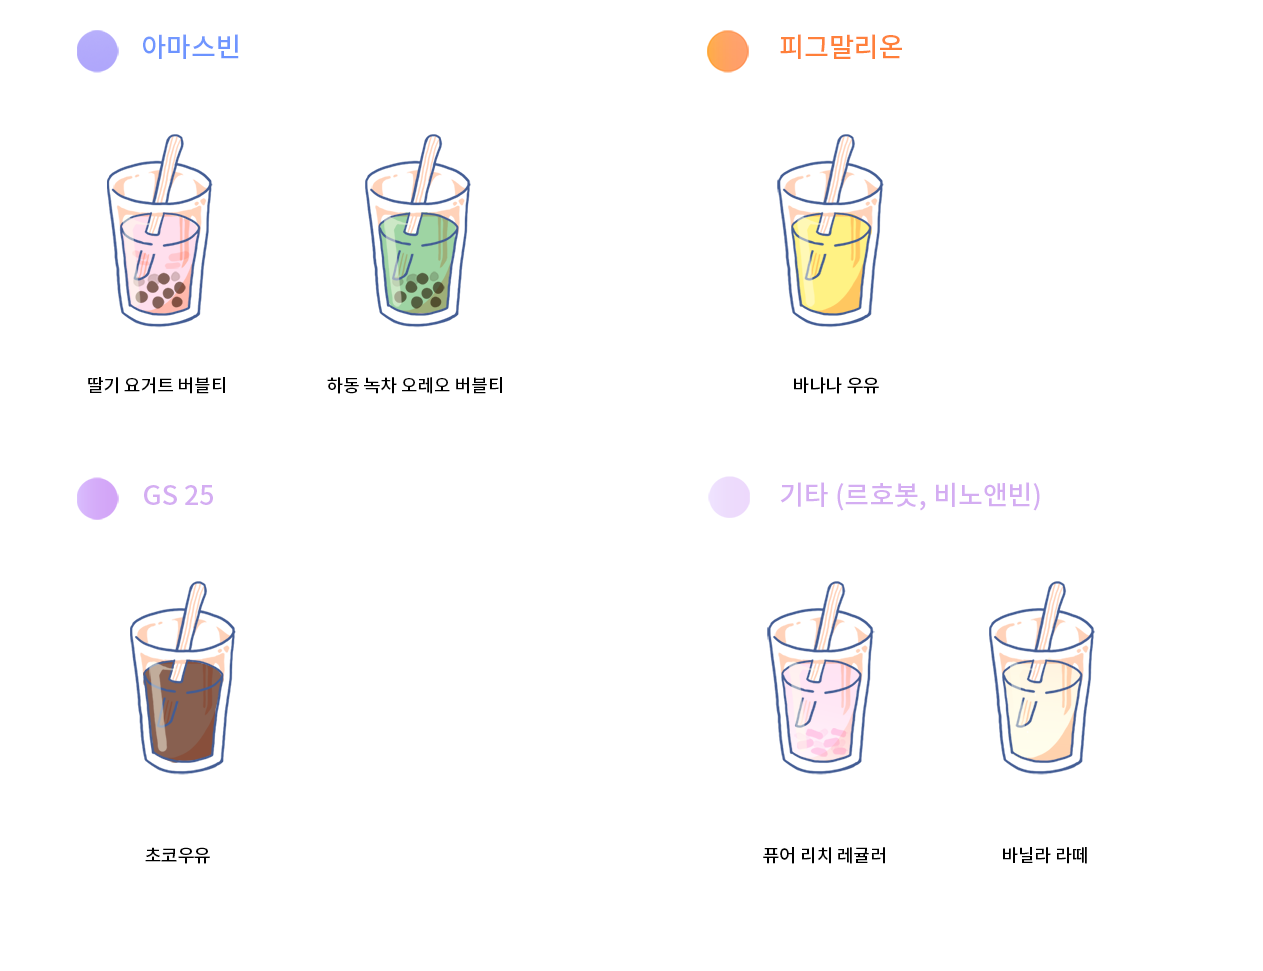 아마스빈
피그말리온
딸기 요거트 버블티
하동 녹차 오레오 버블티
바나나 우유
GS 25
기타 (르호봇, 비노앤빈)
초코우유
퓨어 리치 레귤러
바닐라 라떼